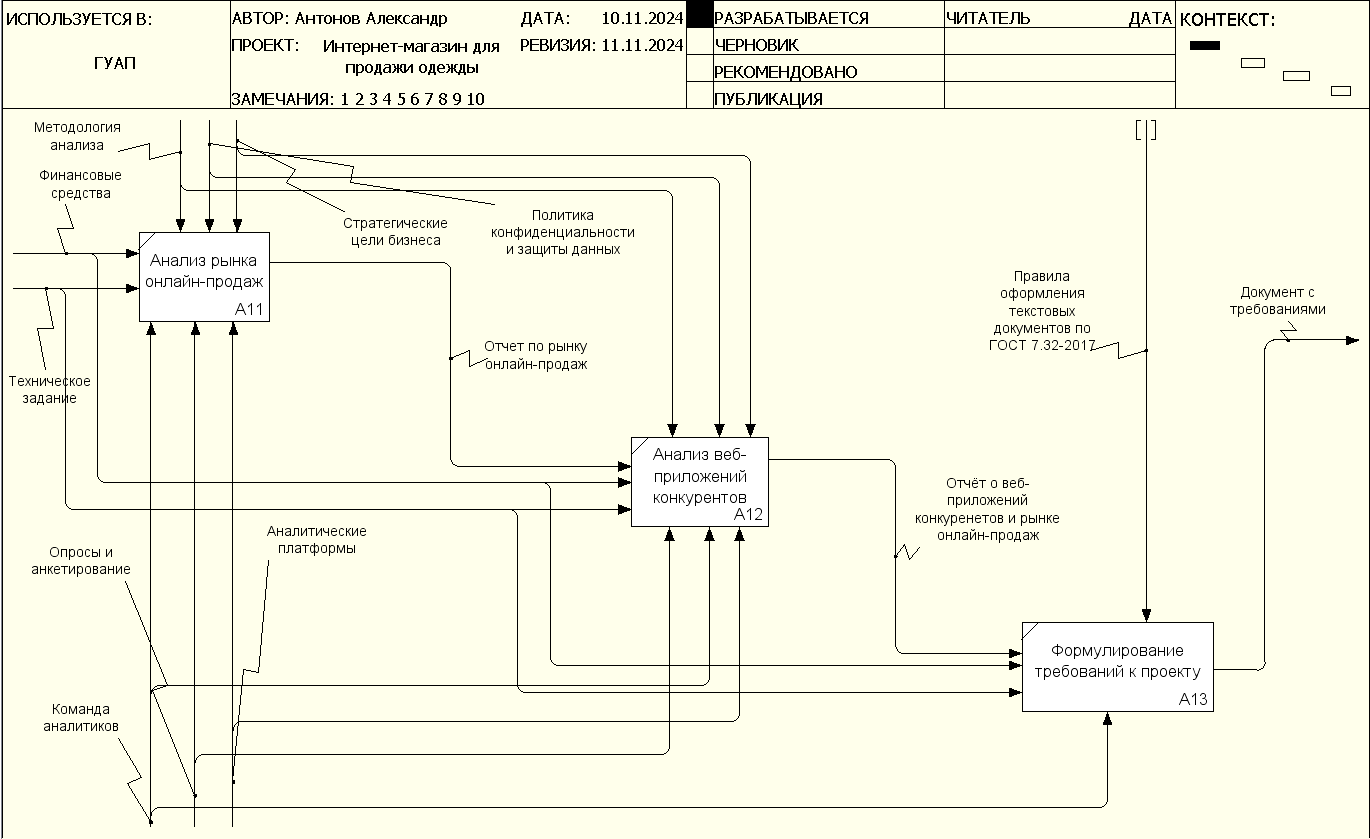 ИСПОЛЬЗУЕТСЯ В:
ГУАП
АВТОР: Антонов Александр
ДАТА: 10.11.2024
ПРОЕКТ: Интернет-магазин для
продажи одежды
РЕВИЗИЯ: 11.11.2024
ЗАМЕЧАНИЯ: 1 2 3 4 5 6 7 8 9 10
РАЗРАБАТЫВАЕТСЯ
ЧЕРНОВИК
РЕКОМЕНДОВАНО
ПУБЛИКАЦИЯ
ЧИТАТЕЛЬ ДАТА
КОНТЕКСТ:
Методология
анализа
Финансовые
средства
Стратегические
цели бизнеса
Политика
конфиденциальности
и защиты данных
Анализ рынка
онлайн-продаж
A11
Правила
оформления
текстовых
документов по
ГОСТ 7.32-2017
Документ с
требованиями
Техническое
задание
Отчет по рынку
онлайн-продаж
Анализ веб-
приложений
конкурентов
A12
Отчёт о веб-
приложений
конкуренетов и рынке
онлайн-продаж
Аналитические
платформы
Опросы и
анкетирование
Формулирование
требований к проекту
A13
Команда
аналитиков